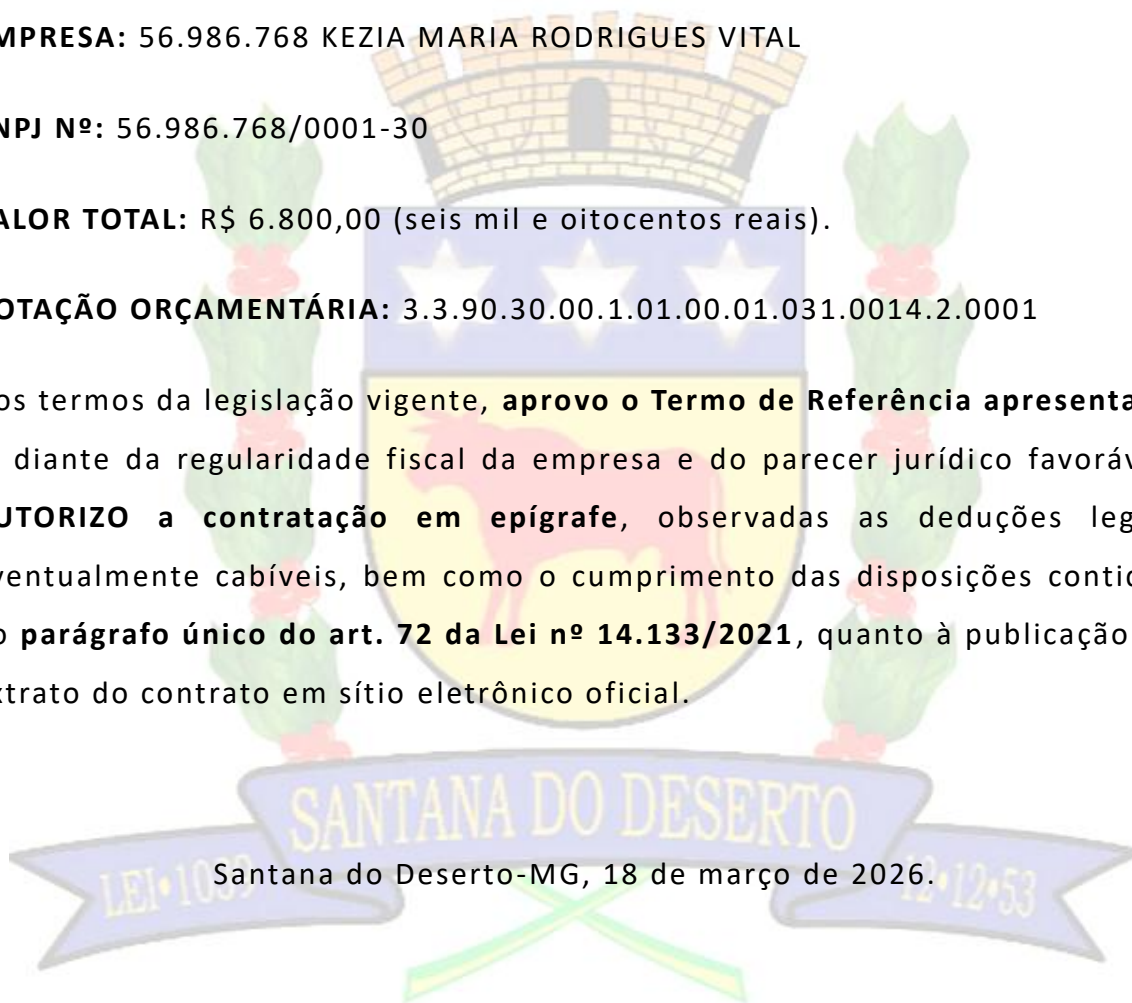 MPRESA: 56.986.768 KEZIA MARIA RODRIGUES VITAL
NPJ Nº: 56.986.768/0001-30
ALOR TOTAL: R$ 6.800,00 (seis mil e oitocentos reais).
OTAÇÃO ORÇAMENTÁRIA: 3.3.90.30.00.1.01.00.01.031.0014.2.0001
os termos da legislação vigente, aprovo o Termo de Referência apresenta
diante da regularidade fiscal da empresa e do parecer jurídico favoráv
UTORIZO a contratação em epígrafe, observadas as deduções leg
ventualmente cabíveis, bem como o cumprimento das disposições contid
o parágrafo único do art. 72 da Lei nº 14.133/2021, quanto à publicação
xtrato do contrato em sítio eletrônico oficial.
SANTANA DO DESERTO
Santana do Deserto-MG, 18 de março de 2026.
LEI•1039
12•12•53